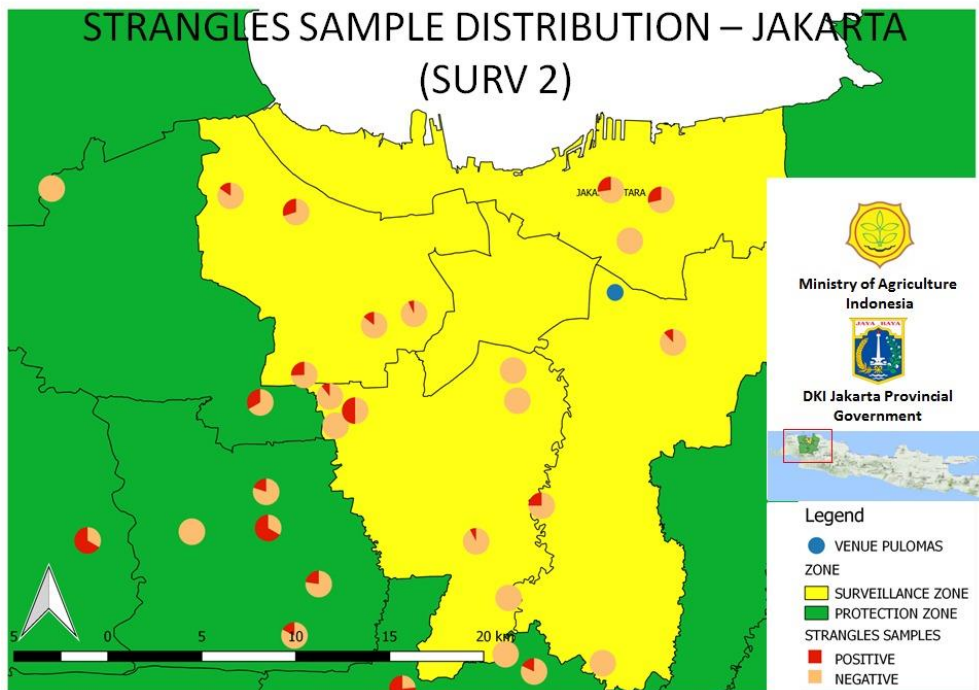 STRANGLES SAMPLE DISTRIBUTION – JAKARTA
(SURV 2)
JAKA TARA
Ministry of Agriculture
Indonesia
JAYA RAYA
DKI Jakarta Provincial
Government
Legend
VENUE PULOMAS
ZONE
SURVEILLANCE ZONE
PROTECTION ZONE
STRANGLES SAMPLES
POSITIVE
NEGATIVE
5 0 5 10 15 20 km